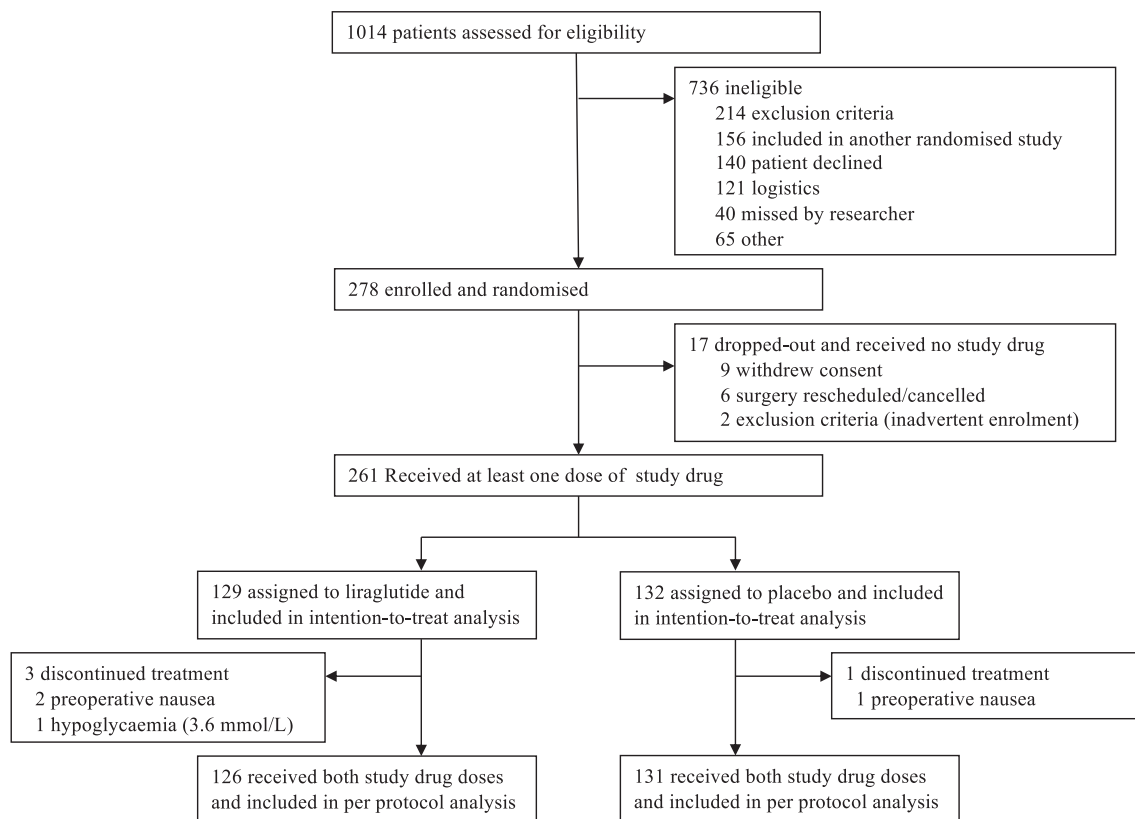 1014 patients assessed for eligibility
736 ineligible
214 exclusion criteria
156 included in another randomised study
140 patient declined
121 logistics
40 missed by researcher
65 other
278 enrolled and randomised
17 dropped-out and received no study drug
9 withdrew consent
6 surgery rescheduled/cancelled
2 exclusion criteria (inadvertent enrolment)
261 Received at least one dose of study drug
129 assigned to liraglutide and
included in intention-to-treat analysis
132 assigned to placebo and included
in intention-to-treat analysis
3 discontinued treatment
2 preoperative nausea
1 hypoglycaemia (3.6 mmol/L)
1 discontinued treatment
1 preoperative nausea
126 received both study drug doses
and included in per protocol analysis
131 received both study drug doses
and included in per protocol analysis